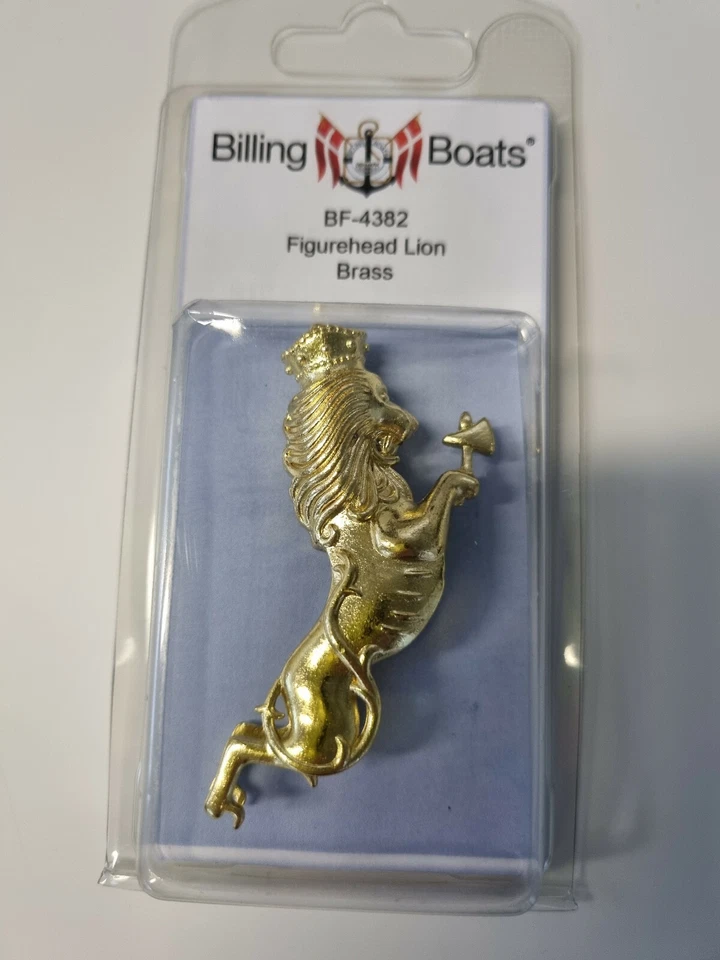 Billing Boats®
BF-4382
Figurehead Lion
Brass